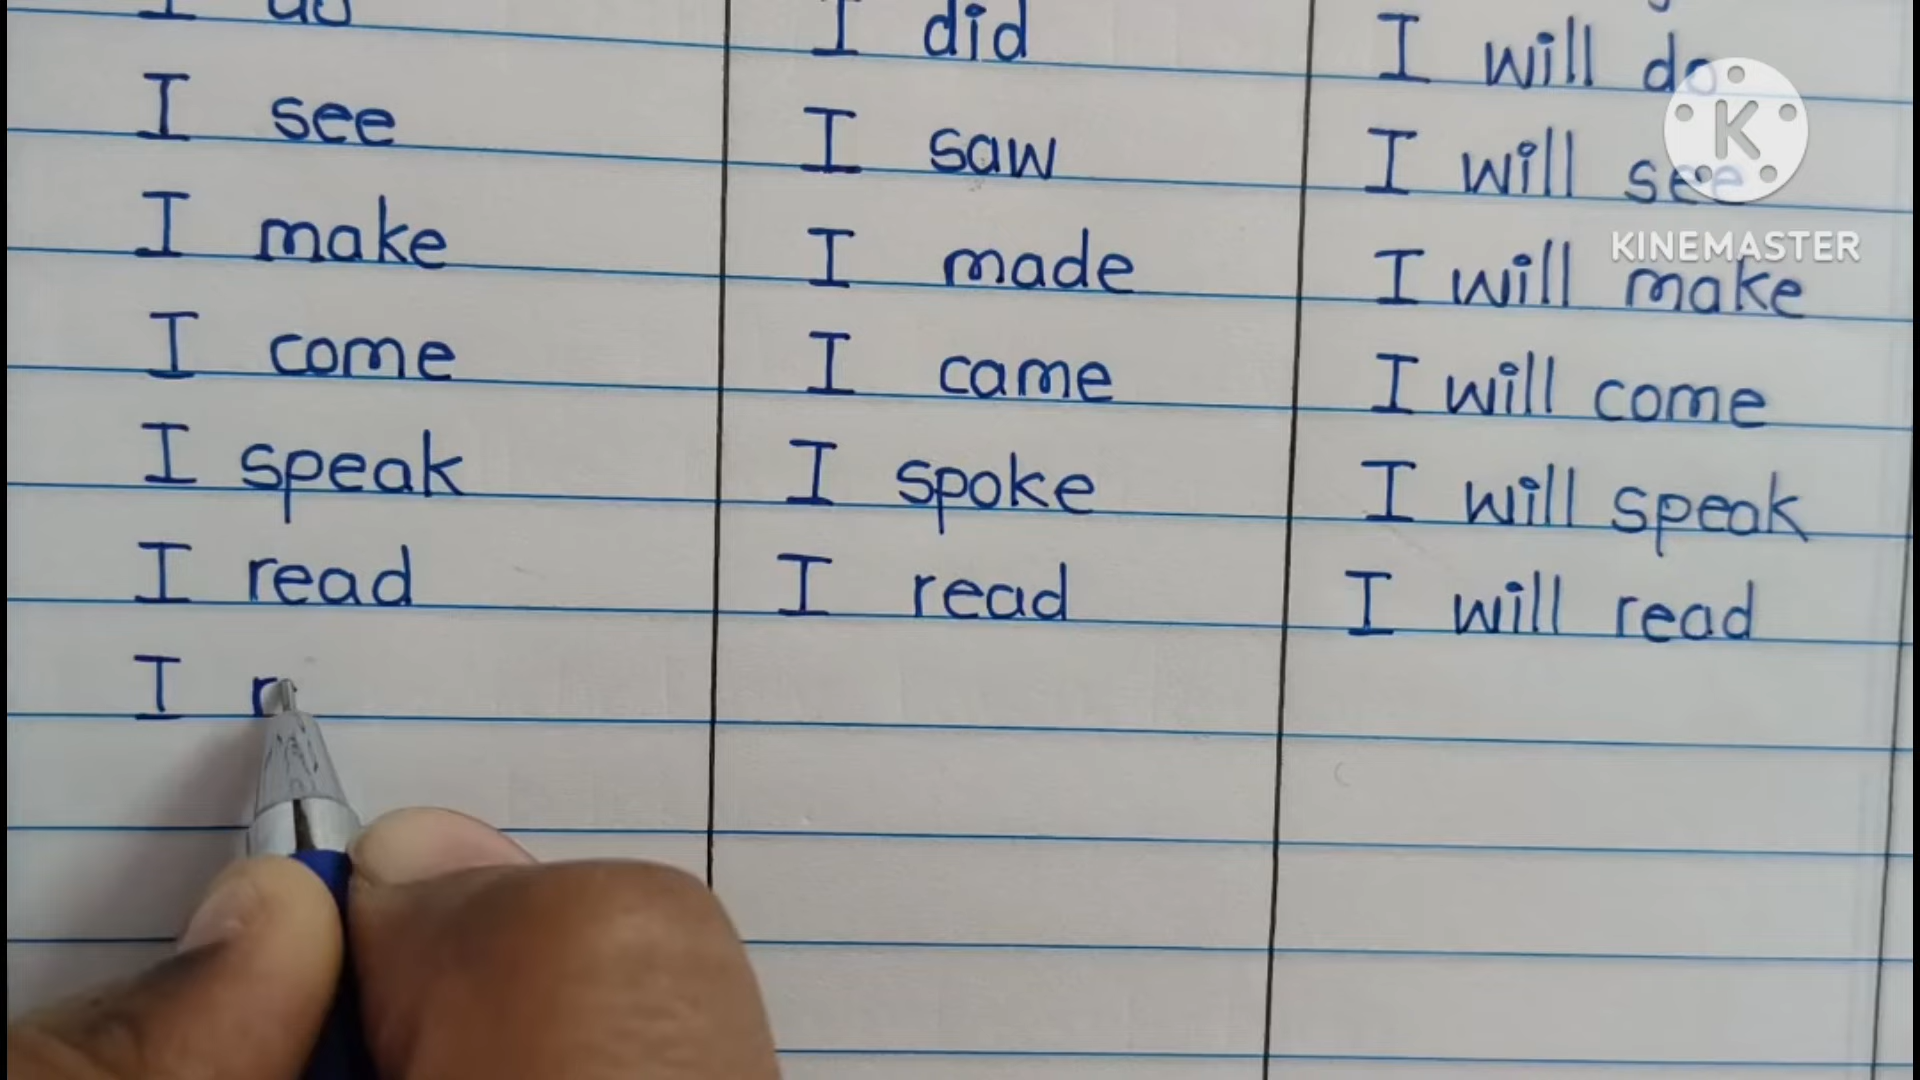 I do I did I will do
I see I saw I will see
I make I made I will make
I come I came I will come
I speak I spoke I will speak
I read I read I will read
I r
KINEMASTER